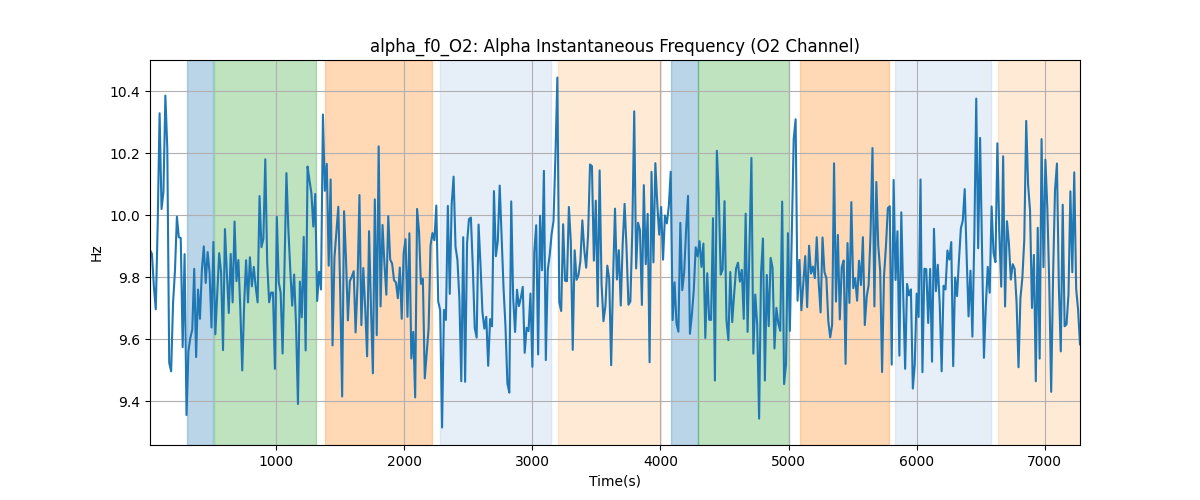 alpha_f0_O2: Alpha Instantaneous Frequency (O2 Channel)
10.4
10.2
10.0
9.8
9.6
9.4
Hz
1000 2000 3000 4000 5000 6000 7000
Time(s)